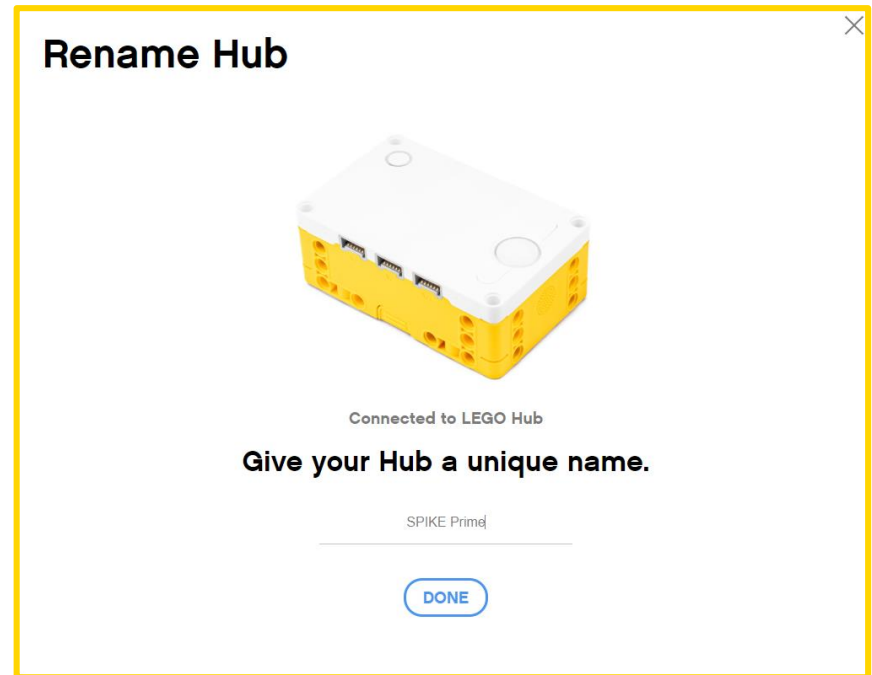 Rename Hub
Connected to LEGO Hub
Give your Hub a unique name.
SPIKE Prime
DONE